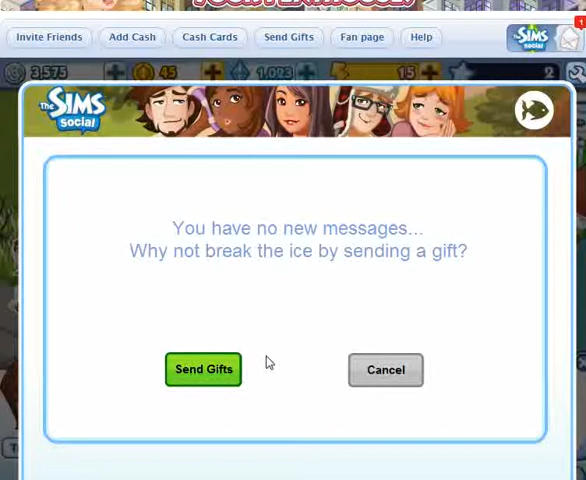 Invite Friends Add Cash Cash Cards Send Gifts Fan page Help
The SIMS social
1
3,575 45 1,023 15 2
The SIMS social
You have no new messages...
Why not break the ice by sending a gift?
Send Gifts Cancel